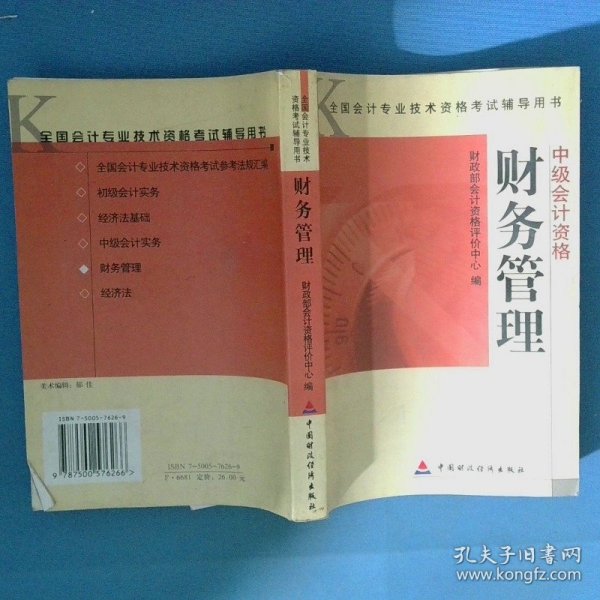 K
全国会计专业技术资格考试辅导用书
全国会计专业技术资格考试参考法规汇编
初级会计实务
经济法基础
中级会计实务
财务管理
经济法
美术编辑：郁 佳
ISBN 7-5005-7626-9
9 787500 576266 >
ISBN 7-5005-7626-9
F·6681 定价：26.00 元
全国会计专业技术
资格考试辅导用书
财务管理
财政部会计资格评价中心 编
中国财政经济出版社
K
全国会计专业技术资格考试辅导用书
中级会计资格
财务管理
财政部会计资格评价中心 编
中国财政经济出版社
孔夫子旧书网
www.kongfz.com